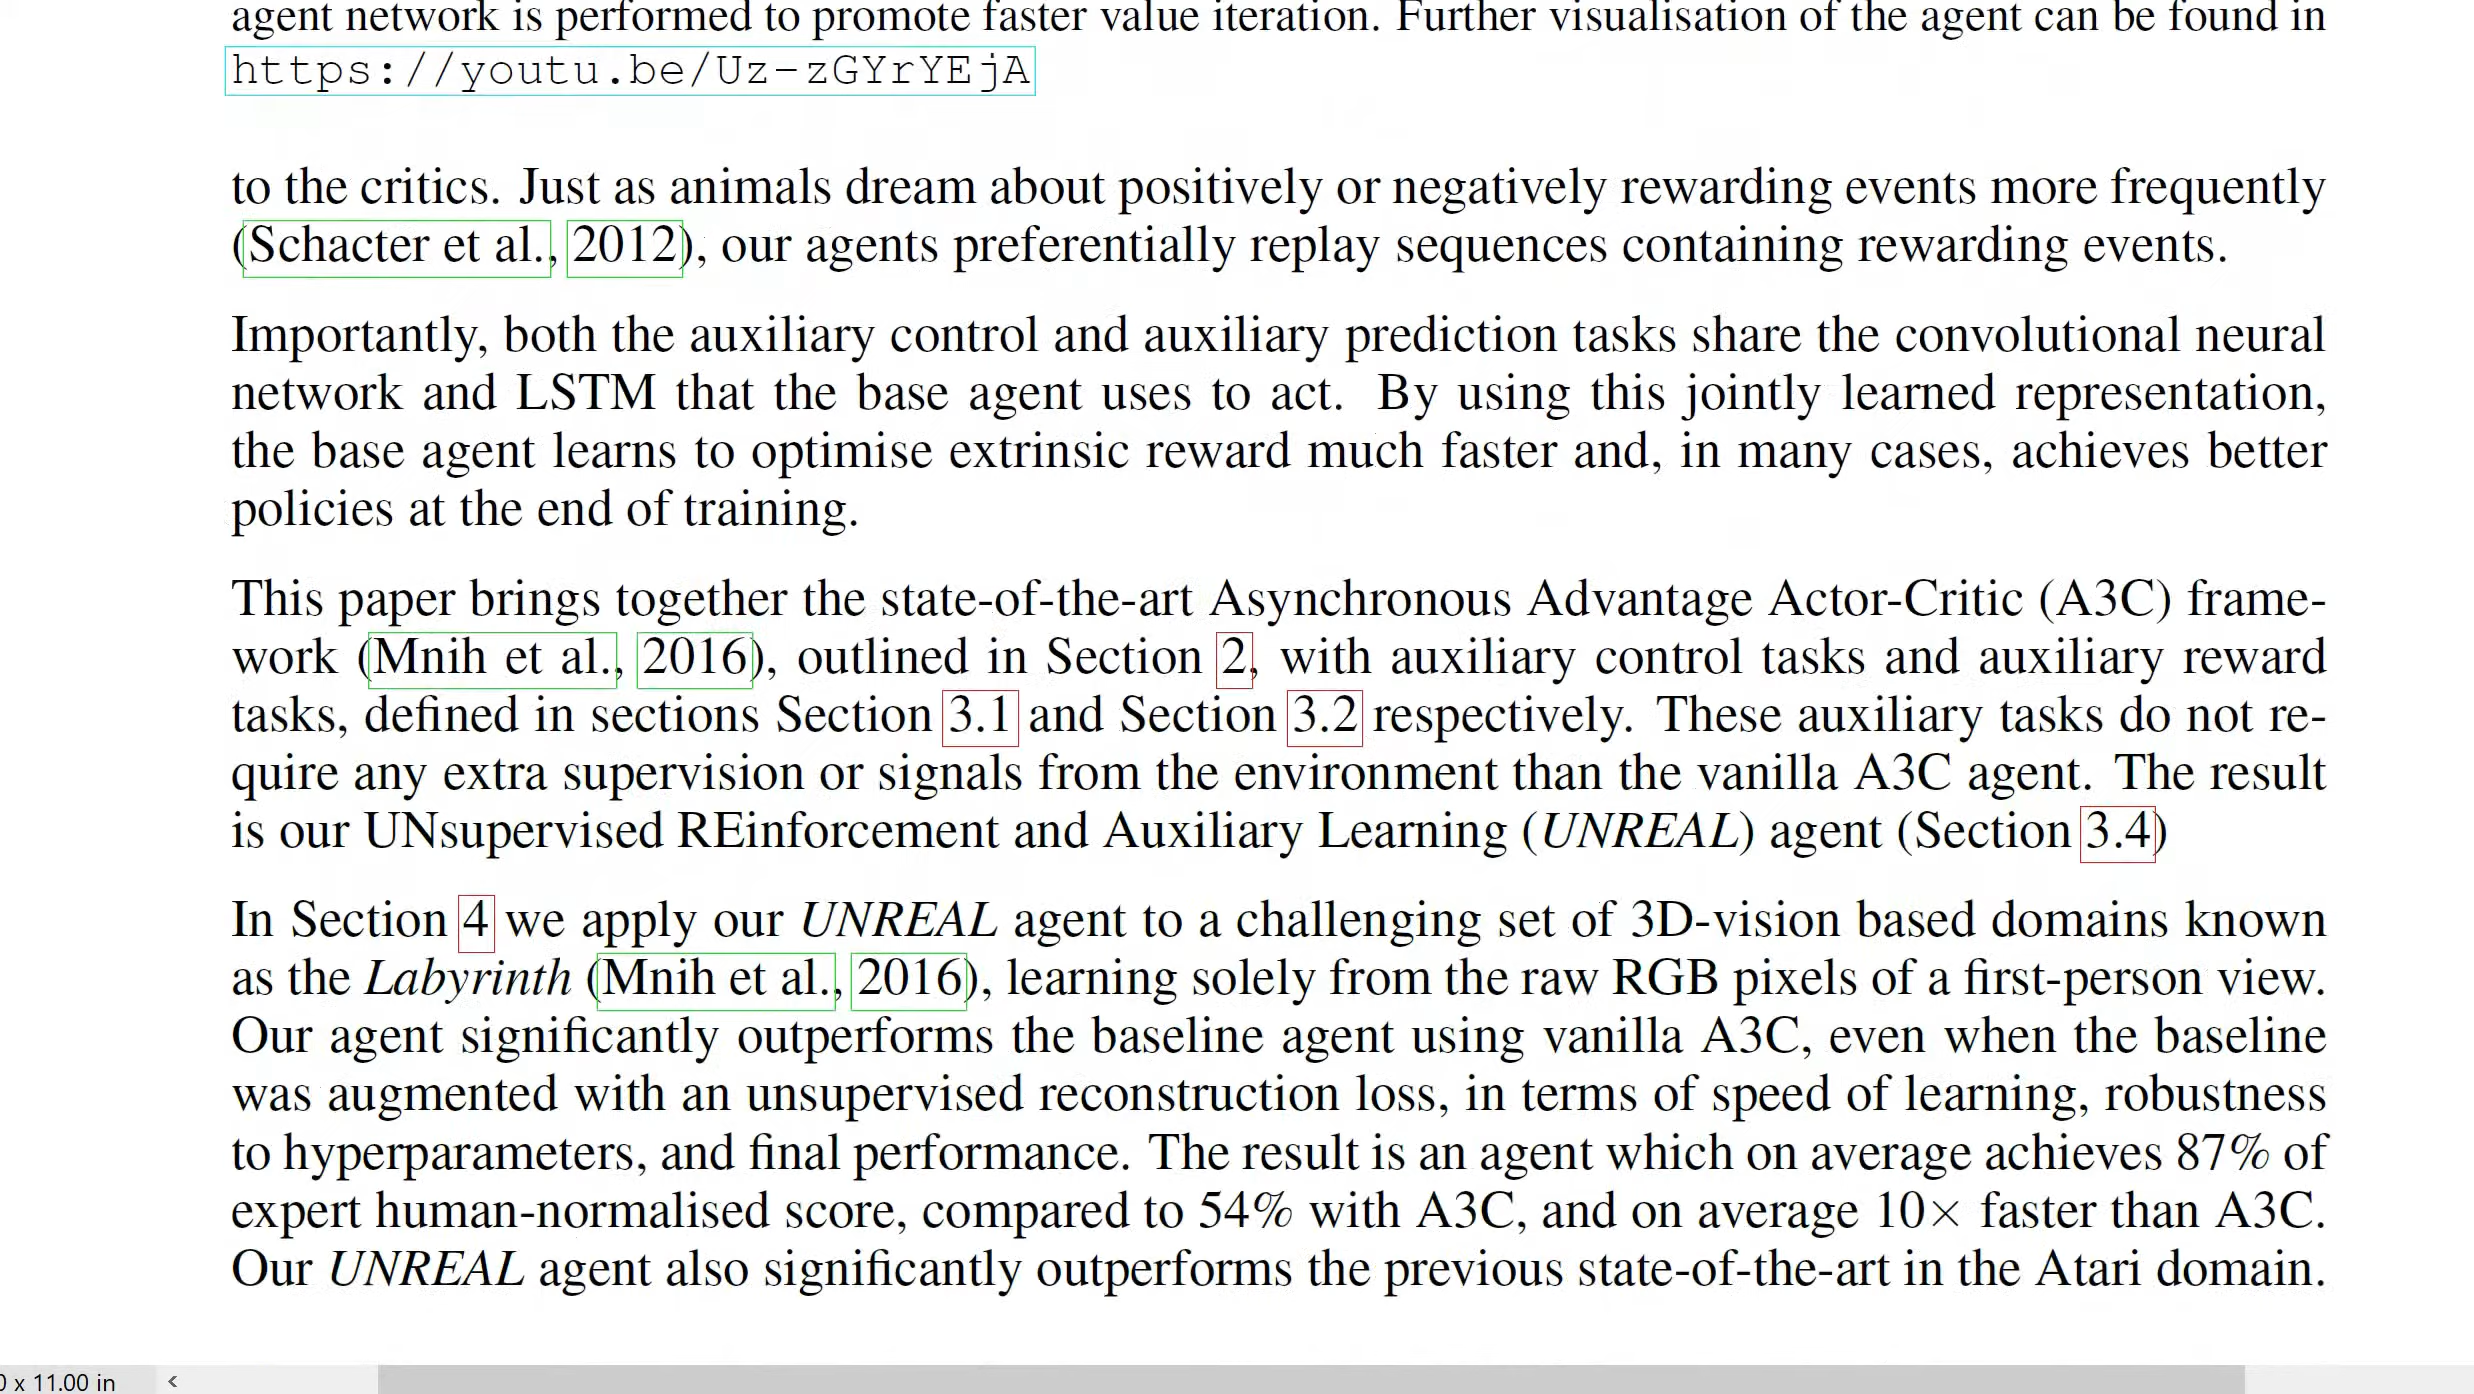 agent network is performed to promote faster value iteration. Further visualisation of the agent can be found in
https://youtu.be/Uz-zGYrYEjA
to the critics. Just as animals dream about positively or negatively rewarding events more frequently
(Schacter et al., 2012), our agents preferentially replay sequences containing rewarding events.
Importantly, both the auxiliary control and auxiliary prediction tasks share the convolutional neural
network and LSTM that the base agent uses to act. By using this jointly learned representation,
the base agent learns to optimise extrinsic reward much faster and, in many cases, achieves better
policies at the end of training.
This paper brings together the state-of-the-art Asynchronous Advantage Actor-Critic (A3C) frame-
work (Mnih et al., 2016), outlined in Section 2, with auxiliary control tasks and auxiliary reward
tasks, defined in sections Section 3.1 and Section 3.2 respectively. These auxiliary tasks do not re-
quire any extra supervision or signals from the environment than the vanilla A3C agent. The result
is our UNsupervised REinforcement and Auxiliary Learning (UNREAL) agent (Section 3.4)
In Section 4 we apply our UNREAL agent to a challenging set of 3D-vision based domains known
as the Labyrinth (Mnih et al., 2016), learning solely from the raw RGB pixels of a first-person view.
Our agent significantly outperforms the baseline agent using vanilla A3C, even when the baseline
was augmented with an unsupervised reconstruction loss, in terms of speed of learning, robustness
to hyperparameters, and final performance. The result is an agent which on average achieves 87% of
expert human-normalised score, compared to 54% with A3C, and on average 10× faster than A3C.
Our UNREAL agent also significantly outperforms the previous state-of-the-art in the Atari domain.
0 x 11.00 in